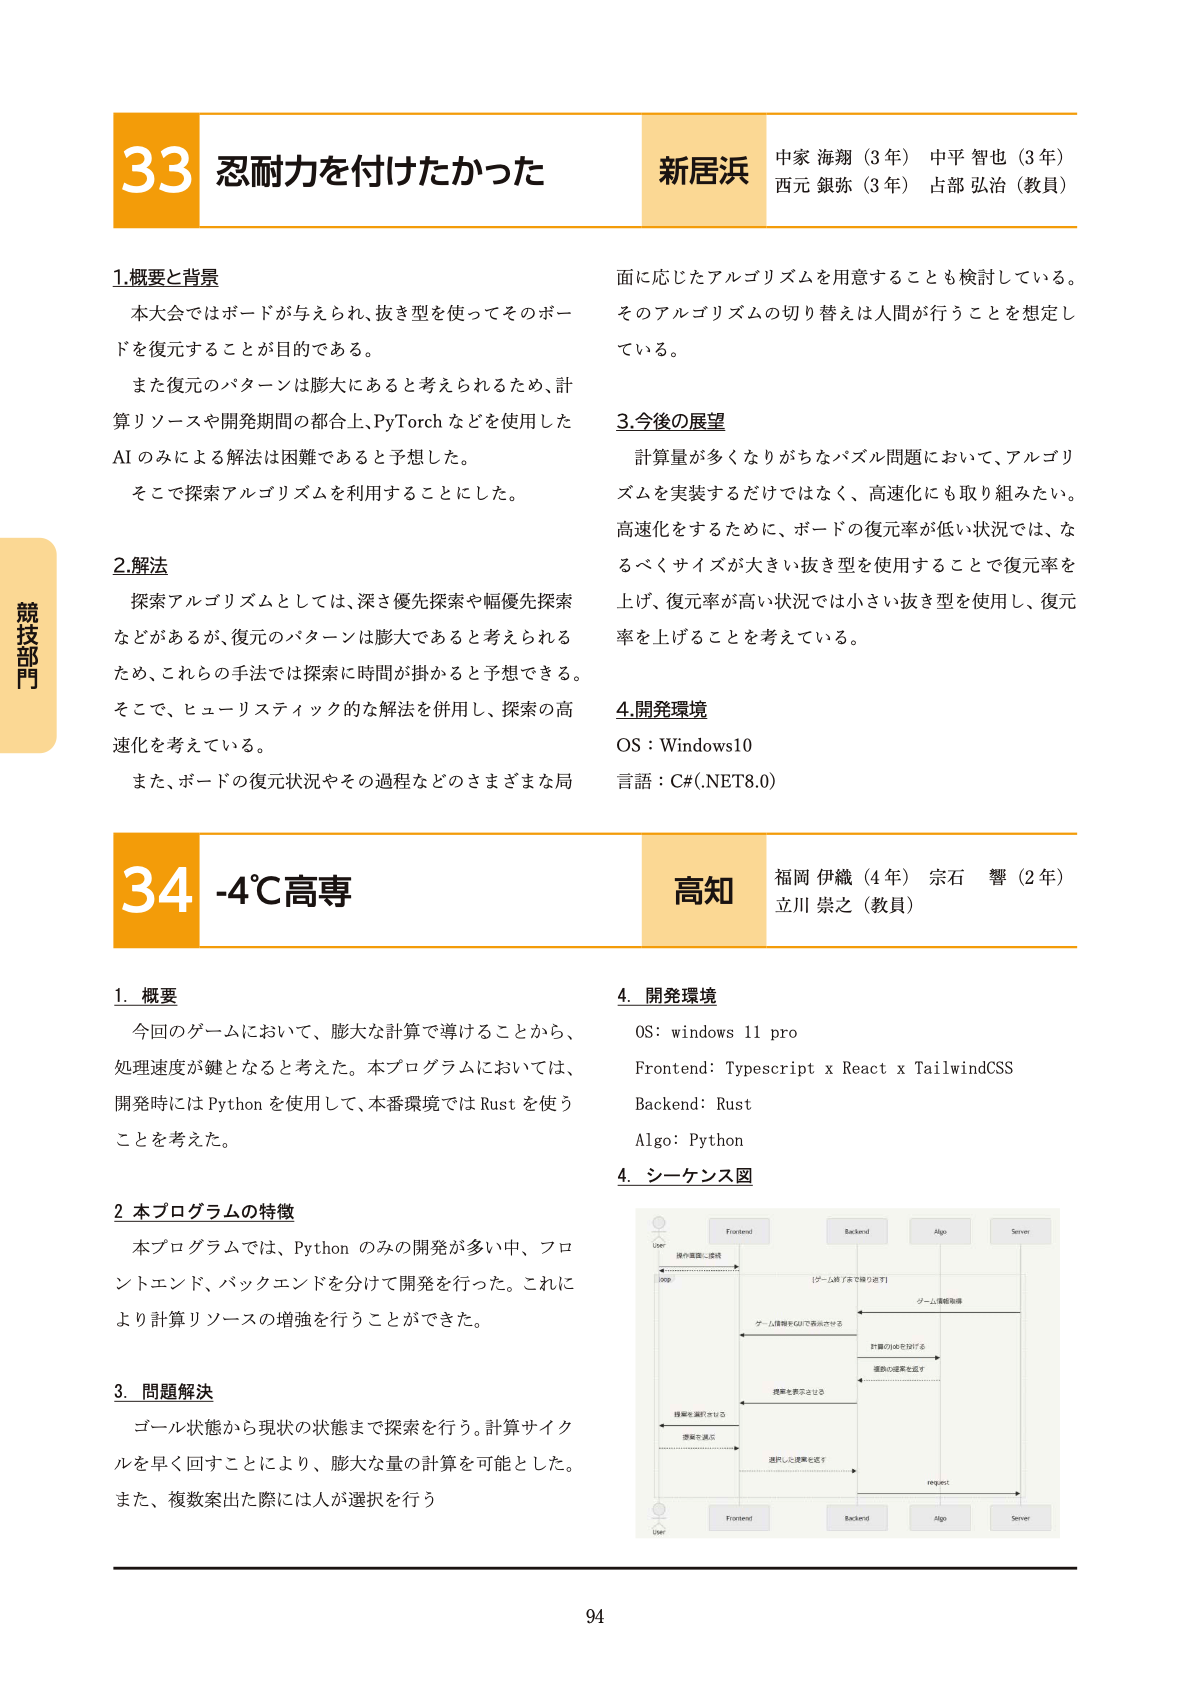 33 忍耐力を付けたかった 新居浜
中家 海翔（3 年） 中平 智也（3 年）
西元 銀弥（3 年） 占部 弘治（教員）
1.概要と背景
本大会ではボードが与えられ、抜き型を使ってそのボー
ドを復元することが目的である。
また復元のパターンは膨大にあると考えられるため、計
算リソースや開発期間の都合上、PyTorch などを使用した
AI のみによる解法は困難であると予想した。
そこで探索アルゴリズムを利用することにした。
2.解法
探索アルゴリズムとしては、深さ優先探索や幅優先探索
などがあるが、復元のパターンは膨大であると考えられる
ため、これらの手法では探索に時間が掛かると予想できる。
そこで、ヒューリスティック的な解法を併用し、探索の高
速化を考えている。
また、ボードの復元状況やその過程などのさまざまな局
面に応じたアルゴリズムを用意することも検討している。
そのアルゴリズムの切り替えは人間が行うことを想定し
ている。
3.今後の展望
計算量が多くなりがちなパズル問題において、アルゴリ
ズムを実装するだけではなく、高速化にも取り組みたい。
高速化をするために、ボードの復元率が低い状況では、な
るべくサイズが大きい抜き型を使用することで復元率を
上げ、復元率が高い状況では小さい抜き型を使用し、復元
率を上げることを考えている。
4.開発環境
OS：Windows10
言語：C#(.NET8.0)
競技部門
34 -4℃高専 高知
福岡 伊織（4 年） 宗石 響（2 年）
立川 崇之（教員）
1. 概要
今回のゲームにおいて、膨大な計算で導けることから、
処理速度が鍵となると考えた。本プログラムにおいては、
開発時には Python を使用して、本番環境では Rust を使う
ことを考えた。
2 本プログラムの特徴
本プログラムでは、Python のみの開発が多い中、フロ
ントエンド、バックエンドを分けて開発を行った。これに
より計算リソースの増強を行うことができた。
3. 問題解決
ゴール状態から現状の状態まで探索を行う。計算サイク
ルを早く回すことにより、膨大な量の計算を可能とした。
また、複数案出た際には人が選択を行う
4. 開発環境
OS: windows 11 pro
Frontend: Typescript x React x TailwindCSS
Backend: Rust
Algo: Python
4. シーケンス図
User Frontend Backend Algo Server
操作画面に接続
loop [ゲーム終了まで繰り返す]
ゲーム情報取得
ゲーム情報をGUIで表示させる
計算のjobを投げる
複数の提案を返す
提案を表示させる
提案を選択させる
提案を選ぶ
選択した提案を返す
request
User Frontend Backend Algo Server
94